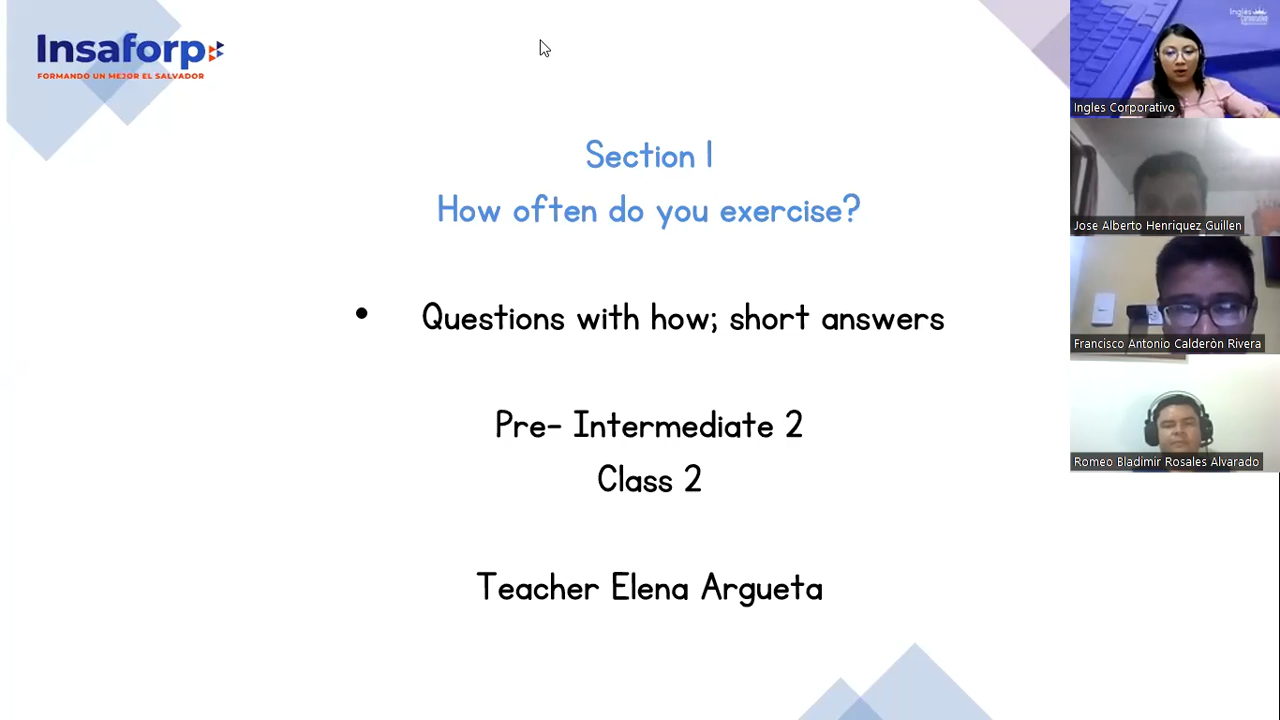 Insaforp
FORMANDO UN MEJOR EL SALVADOR
Section 1
How often do you exercise?
• Questions with how; short answers
Pre- Intermediate 2
Class 2
Teacher Elena Argueta
Ingles Corporativo
Jose Alberto Henriquez Guillen
Francisco Antonio Calderòn Rivera
Romeo Bladimir Rosales Alvarado